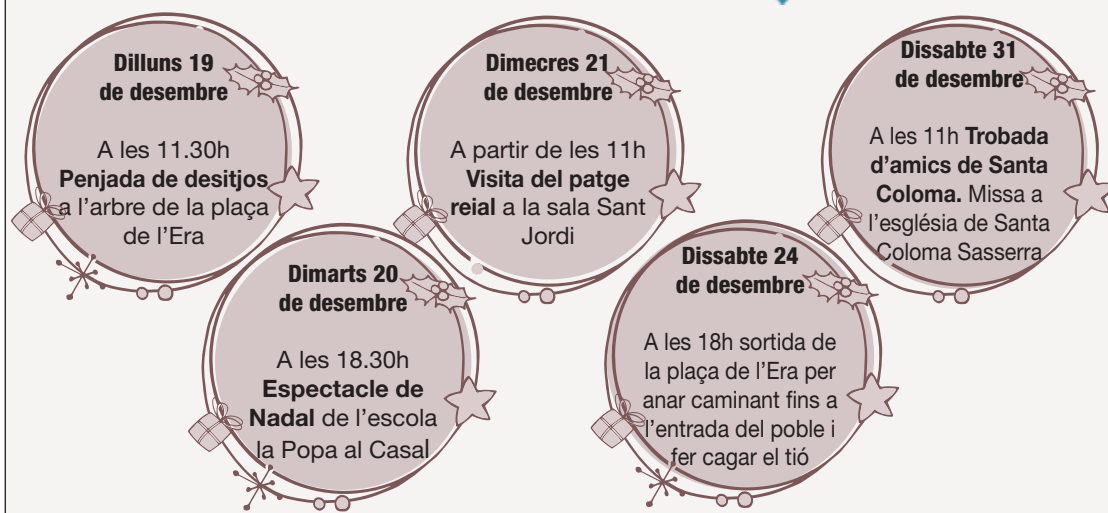 Dilluns 19
de desembre
A les 11.30h
Penjada de desitjos
a l'arbre de la plaça
de l'Era
Dimarts 20
de desembre
A les 18.30h
Espectacle de
Nadal de l'escola
la Popa al Casal
Dimecres 21
de desembre
A partir de les 11h
Visita del patge
reial a la sala Sant
Jordi
Dissabte 24
de desembre
A les 18h sortida de
la plaça de l'Era per
anar caminant fins a
l'entrada del poble i
fer cagar el tió
Dissabte 31
de desembre
A les 11h Trobada
d'amics de Santa
Coloma. Missa a
l'església de Santa
Coloma Sasserra